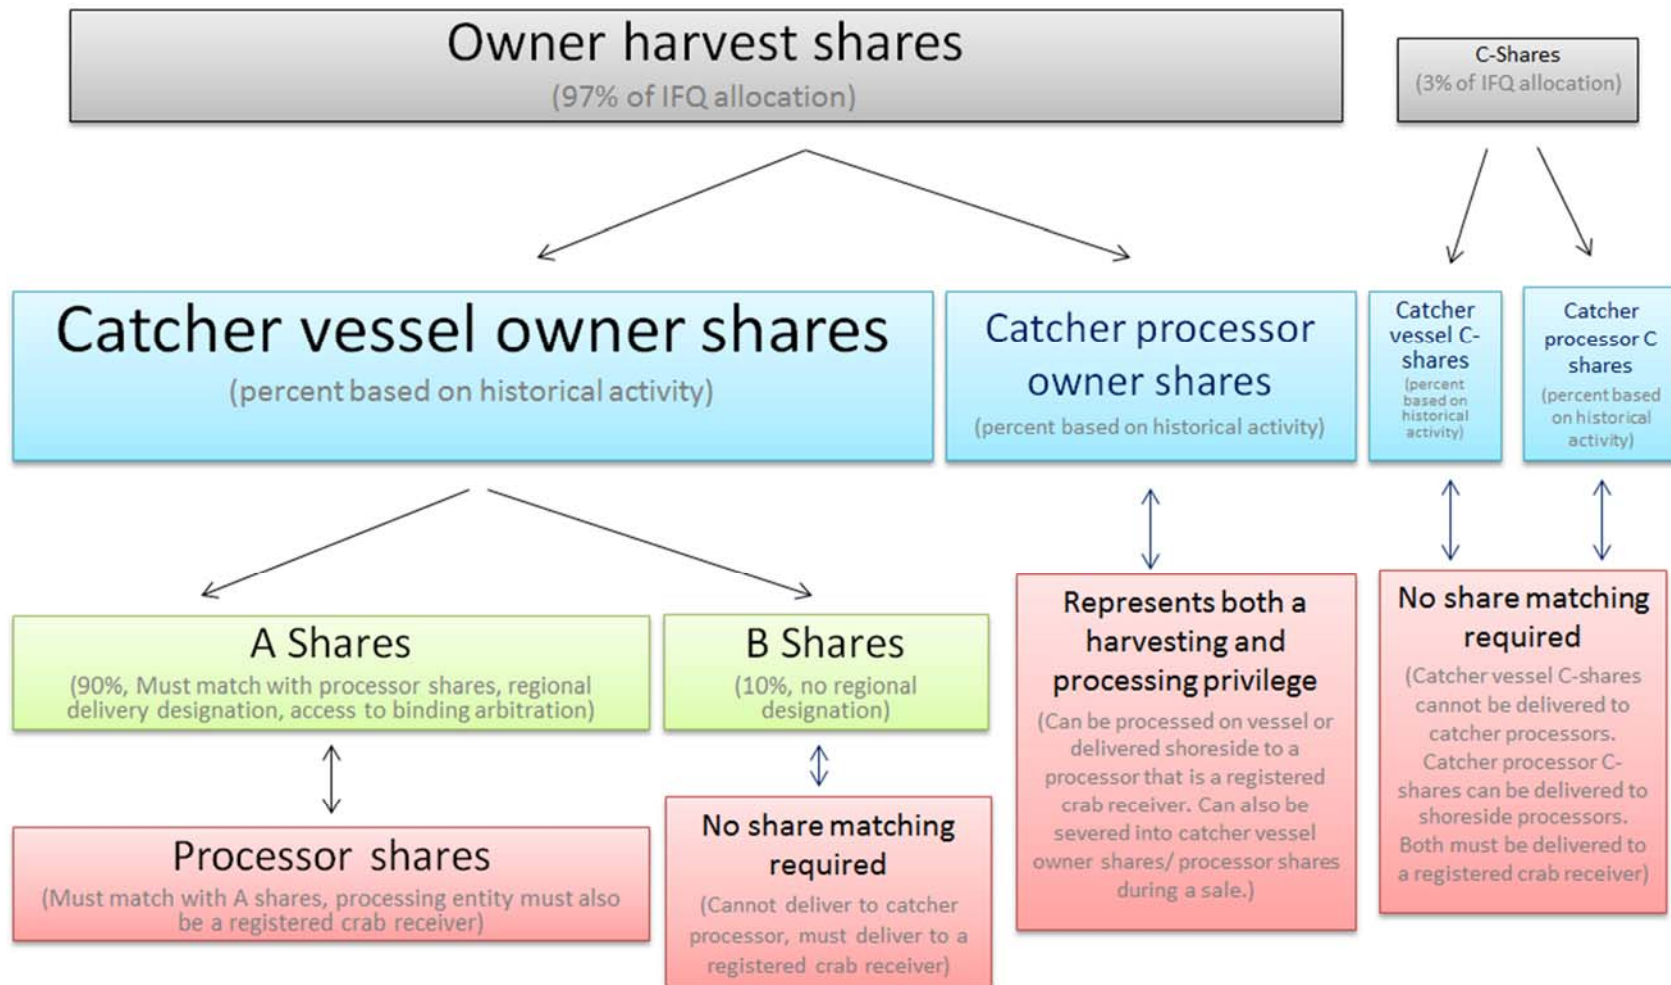 Owner harvest shares
(97% of IFQ allocation)
C-Shares
(3% of IFQ allocation)
Catcher vessel owner shares
(percent based on historical activity)
Catcher processor
owner shares
(percent based on historical activity)
Catcher
vessel C-
shares
(percent
based on
historical
activity)
Catcher
processor C
shares
(percent based
on historical
activity)
A Shares
(90%, Must match with processor shares, regional
delivery designation, access to binding arbitration)
B Shares
(10%, no regional
designation)
Represents both a
harvesting and
processing privilege
(Can be processed on vessel or
delivered shoreside to a
processor that is a registered
crab receiver. Can also be
severed into catcher vessel
owner shares/ processor shares
during a sale.)
No share matching
required
(Catcher vessel C-shares
cannot be delivered to
catcher processors.
Catcher processor C-
shares can be delivered to
shoreside processors.
Both must be delivered to
a registered crab receiver)
Processor shares
(Must match with A shares, processing entity must also
be a registered crab receiver)
No share matching
required
(Cannot deliver to catcher
processor, must deliver to a
registered crab receiver)